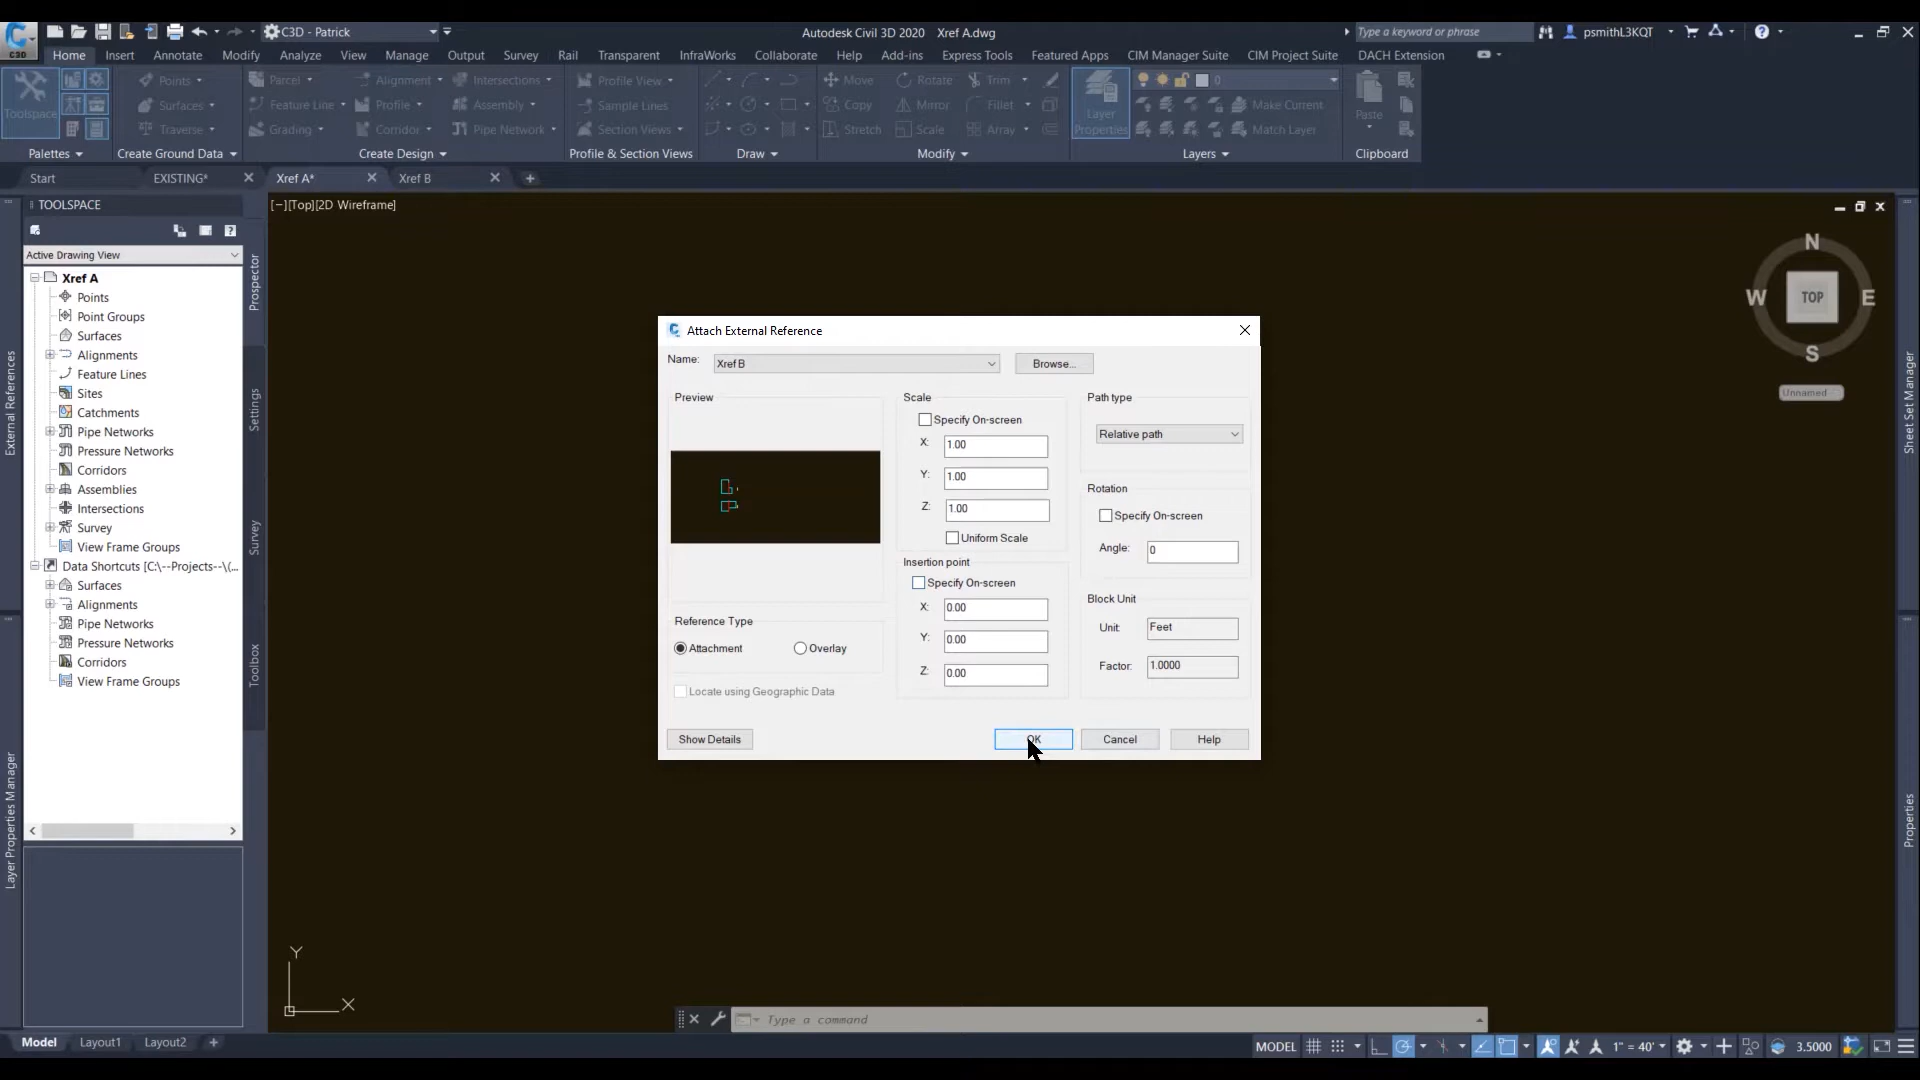 C3D
C3D - Patrick
Autodesk Civil 3D 2020 Xref A.dwg
Type a keyword or phrase
psmithL3KQT
Home Insert Annotate Modify Analyze View Manage Output Survey Rail Transparent InfraWorks Collaborate Help Add-ins Express Tools Featured Apps CIM Manager Suite CIM Project Suite DACH Extension
Toolspace
Points
Surfaces
Traverse
Parcel
Feature Line
Grading
Alignment
Profile
Corridor
Intersections
Assembly
Pipe Network
Profile View
Sample Lines
Section Views
Move
Copy
Stretch
Rotate
Mirror
Scale
Trim
Fillet
Array
Layer
Properties
0
Make Current
Match Layer
Paste
Palettes Create Ground Data Create Design Profile & Section Views Draw Modify Layers Clipboard
Start EXISTING* Xref A* Xref B
TOOLSPACE
[−][Top][2D Wireframe]
Active Drawing View
Xref A
Points
Point Groups
Surfaces
Alignments
Feature Lines
Sites
Catchments
Pipe Networks
Pressure Networks
Corridors
Assemblies
Intersections
Survey
View Frame Groups
Data Shortcuts [C:\--Projects--\(...
Surfaces
Alignments
Pipe Networks
Pressure Networks
Corridors
View Frame Groups
Prospector
Settings
Survey
Toolbox
External References
Layer Properties Manager
Sheet Set Manager
Properties
N
W TOP E
S
Unnamed
Attach External Reference
Name: Xref B Browse...
Preview
Scale
Specify On-screen
X: 1.00
Y: 1.00
Z: 1.00
Uniform Scale
Path type
Relative path
Rotation
Specify On-screen
Angle: 0
Insertion point
Specify On-screen
X: 0.00
Y: 0.00
Z: 0.00
Block Unit
Unit: Feet
Factor: 1.0000
Reference Type
Attachment Overlay
Locate using Geographic Data
Show Details OK Cancel Help
Y
X
Type a command
Model Layout1 Layout2
MODEL
1" = 40'
3.5000